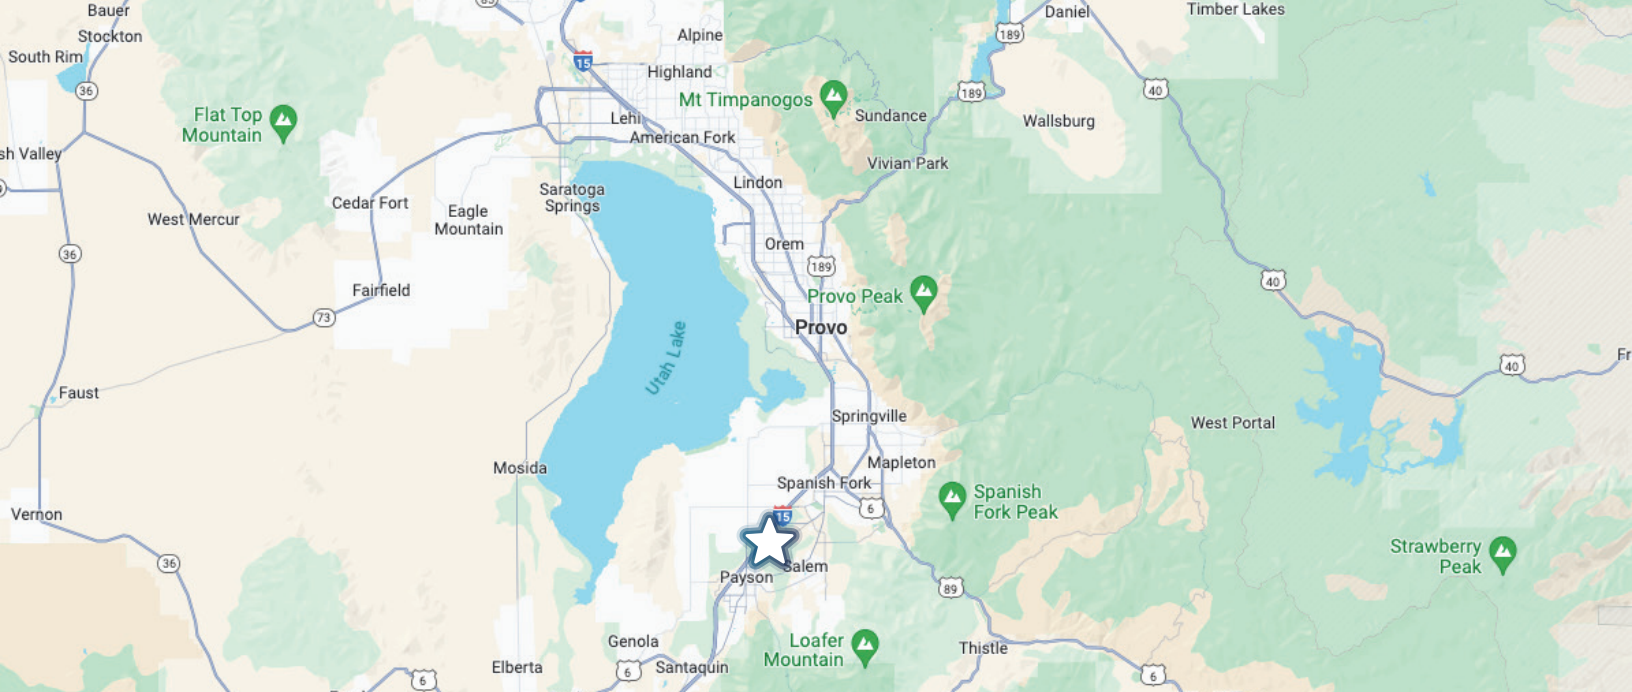 Bauer
85
Daniel
Timber Lakes
Stockton
Alpine
189
South Rim
15
Highland
36
189
40
Mt Timpanogos
Flat Top
Mountain
Lehi
Sundance
Wallsburg
American Fork
sh Valley
Vivian Park
Lindon
Saratoga
Springs
Cedar Fort
Eagle
Mountain
West Mercur
Orem
36
189
40
Fairfield
Provo Peak
73
Provo
Utah Lake
Fr
40
Faust
Springville
West Portal
Mosida
Mapleton
Spanish Fork
Spanish
Fork Peak
Vernon
15
6
36
Strawberry
Peak
Salem
Payson
89
Genola
Loafer
Mountain
Thistle
Elberta
6
Santaquin
6
6